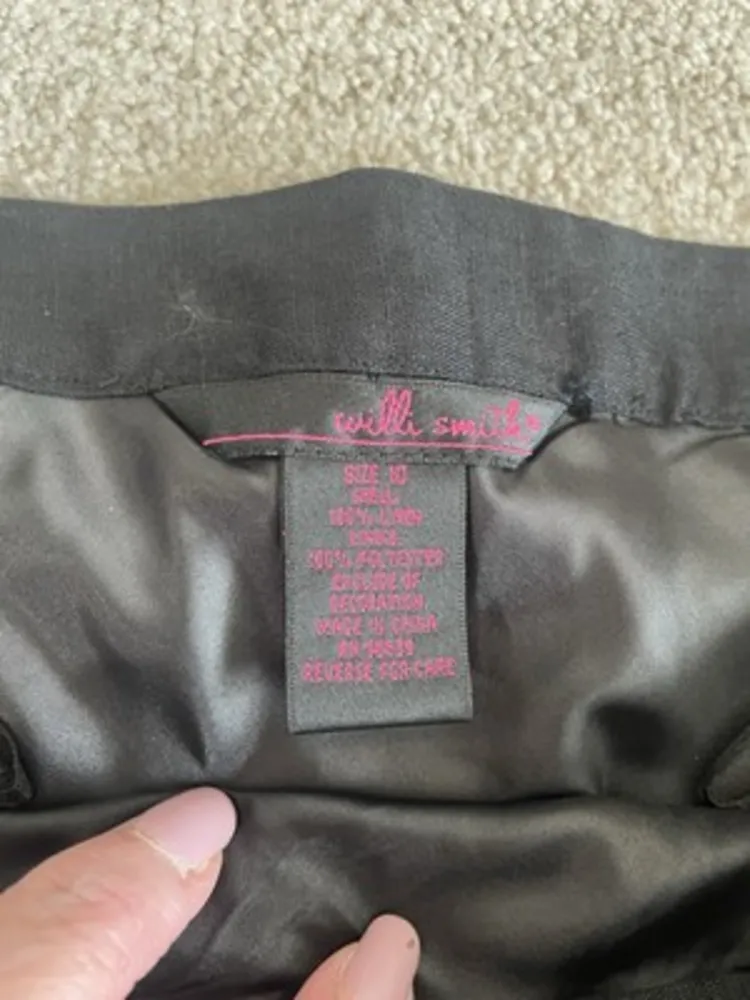 willi smith
SIZE 10
SHELL:
100% LINEN
LINING:
100% POLYESTER
EXCLUSIVE OF
DECORATION
MADE IN CHINA
RN
REVERSE FOR CARE